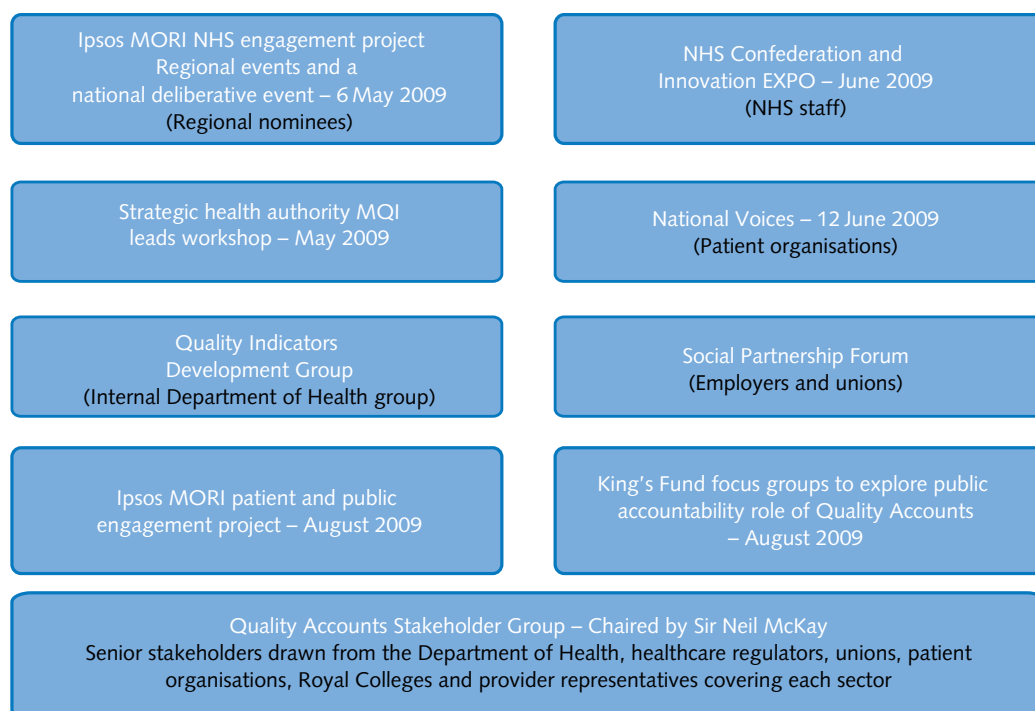 Ipsos MORI NHS engagement project
Regional events and a
national deliberative event – 6 May 2009
(Regional nominees)
NHS Confederation and
Innovation EXPO – June 2009
(NHS staff)
Strategic health authority MQI
leads workshop – May 2009
National Voices – 12 June 2009
(Patient organisations)
Quality Indicators
Development Group
(Internal Department of Health group)
Social Partnership Forum
(Employers and unions)
Ipsos MORI patient and public
engagement project – August 2009
King’s Fund focus groups to explore public
accountability role of Quality Accounts
– August 2009
Quality Accounts Stakeholder Group – Chaired by Sir Neil McKay
Senior stakeholders drawn from the Department of Health, healthcare regulators, unions, patient
organisations, Royal Colleges and provider representatives covering each sector